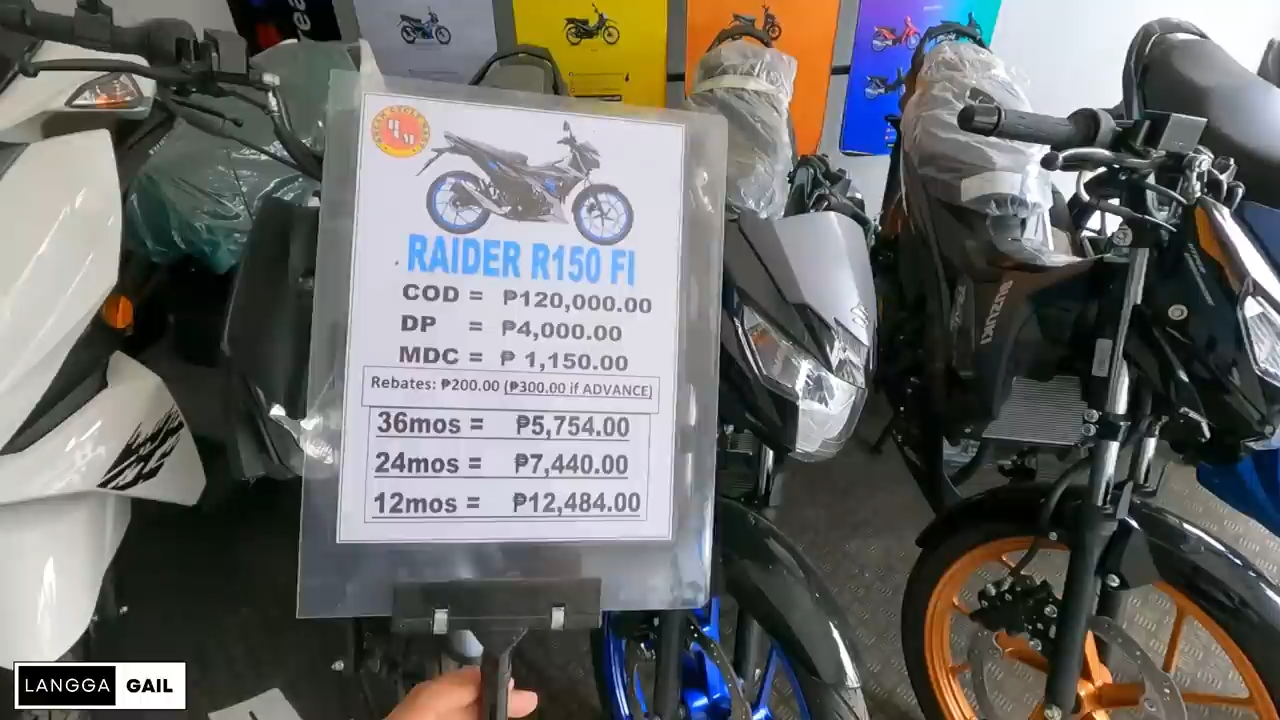 RAIDER R150 FI
COD = ₱120,000.00
DP = ₱4,000.00
MDC = ₱ 1,150.00
Rebates: ₱200.00 (₱300.00 if ADVANCE)
36mos = ₱5,754.00
24mos = ₱7,440.00
12mos = ₱12,484.00
SUZUKI
LANGGA GAIL